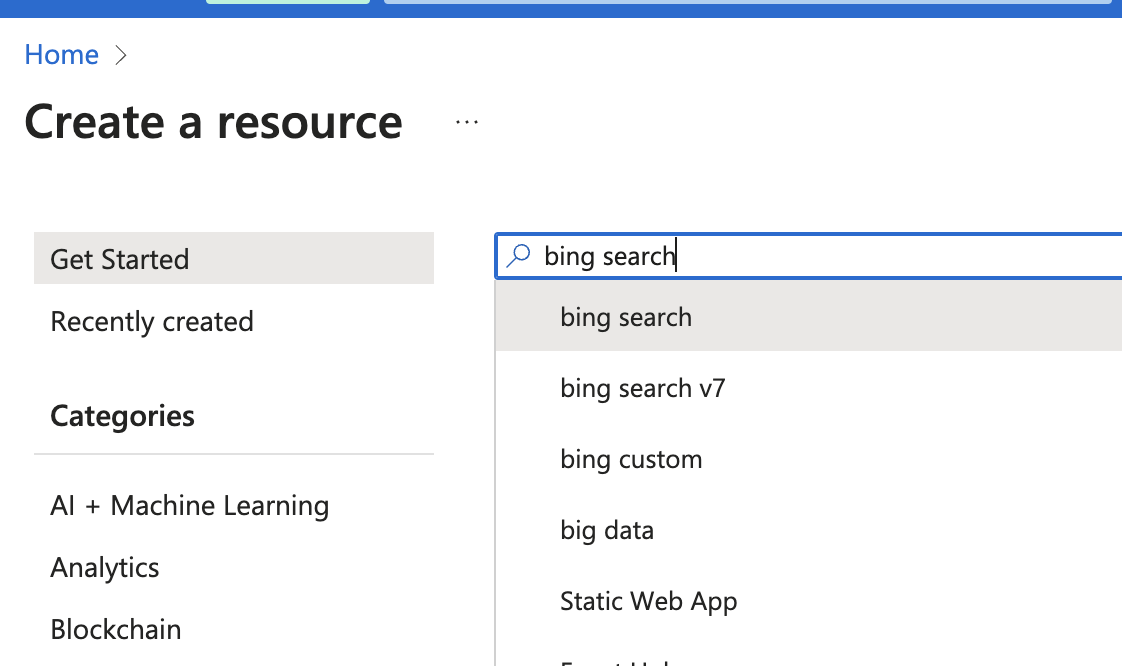 Home
Create a resource
...
Get Started
Recently created
Categories
AI + Machine Learning
Analytics
Blockchain
bing search
bing search
bing search v7
bing custom
big data
Static Web App